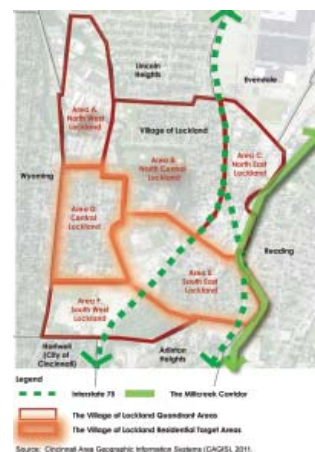 Lincoln
Heights
Evendale
Area A
North West
Lockland
Village of Lockland
Area B
North Central
Lockland
Area C
North East
Lockland
Wyoming
Area D
Central
Lockland
Reading
Area E
South East
Lockland
Area F
South West
Lockland
Hartwell
(City of
Cincinnati)
Arlington
Heights
Legend
Interstate 75
The Millcreek Corridor
The Village of Lockland Quadrant Areas
The Village of Lockland Residential Target Areas
Source: Cincinnati Area Geographic Information Systems (CAGIS), 2011.